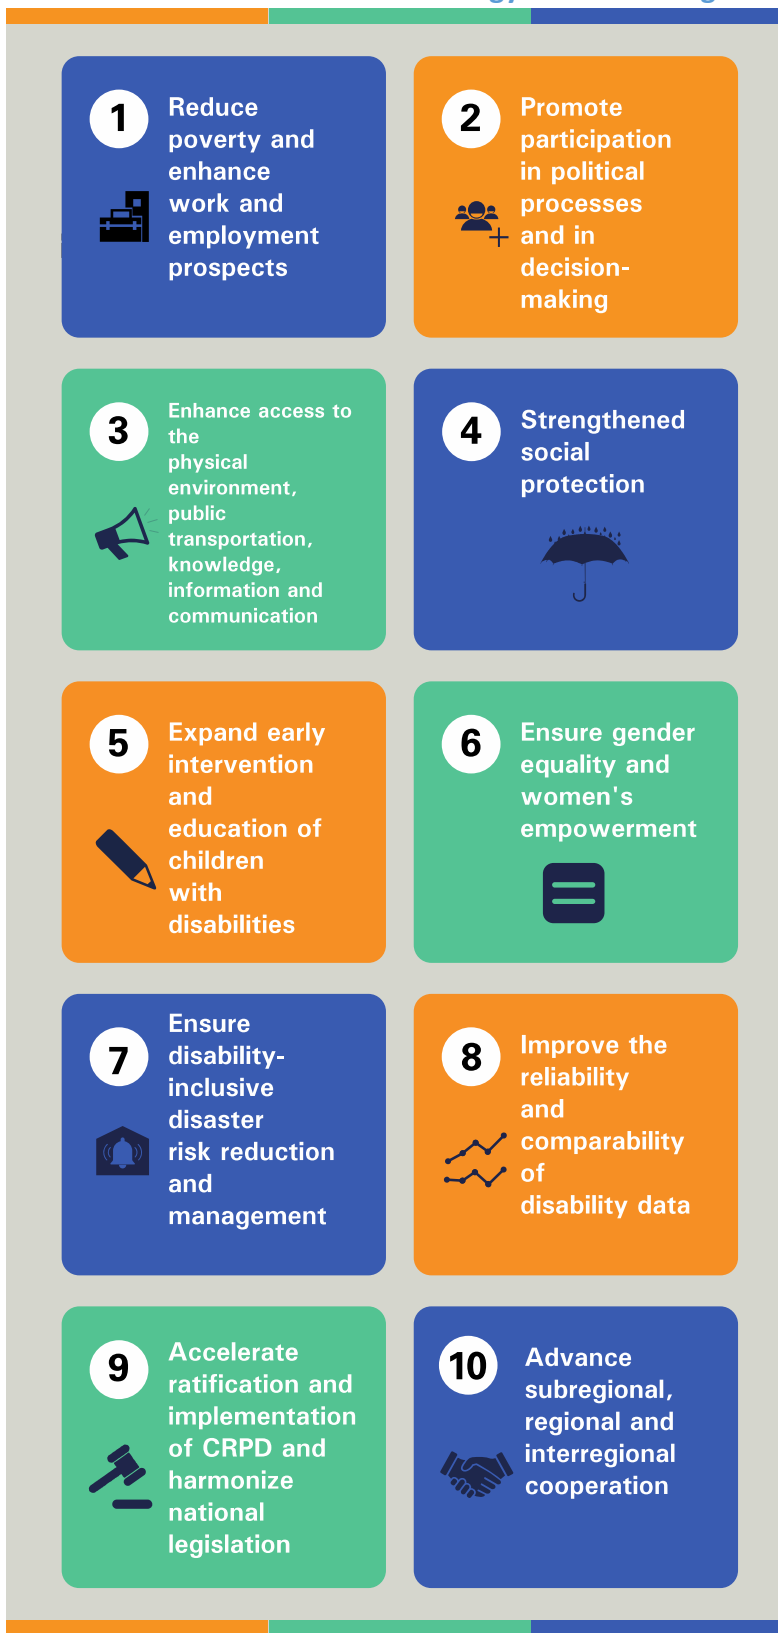 1
Reduce
poverty and
enhance
work and
employment
prospects
2
Promote
participation
in political
processes
and in
decision-
making
3
Enhance access to
the
physical
environment,
public
transportation,
knowledge,
information and
communication
4
Strengthened
social
protection
5
Expand early
intervention
and
education of
children
with
disabilities
6
Ensure gender
equality and
women's
empowerment
7
Ensure
disability-
inclusive
disaster
risk reduction
and
management
8
Improve the
reliability
and
comparability
of
disability data
9
Accelerate
ratification and
implementation
of CRPD and
harmonize
national
legislation
10
Advance
subregional,
regional and
interregional
cooperation